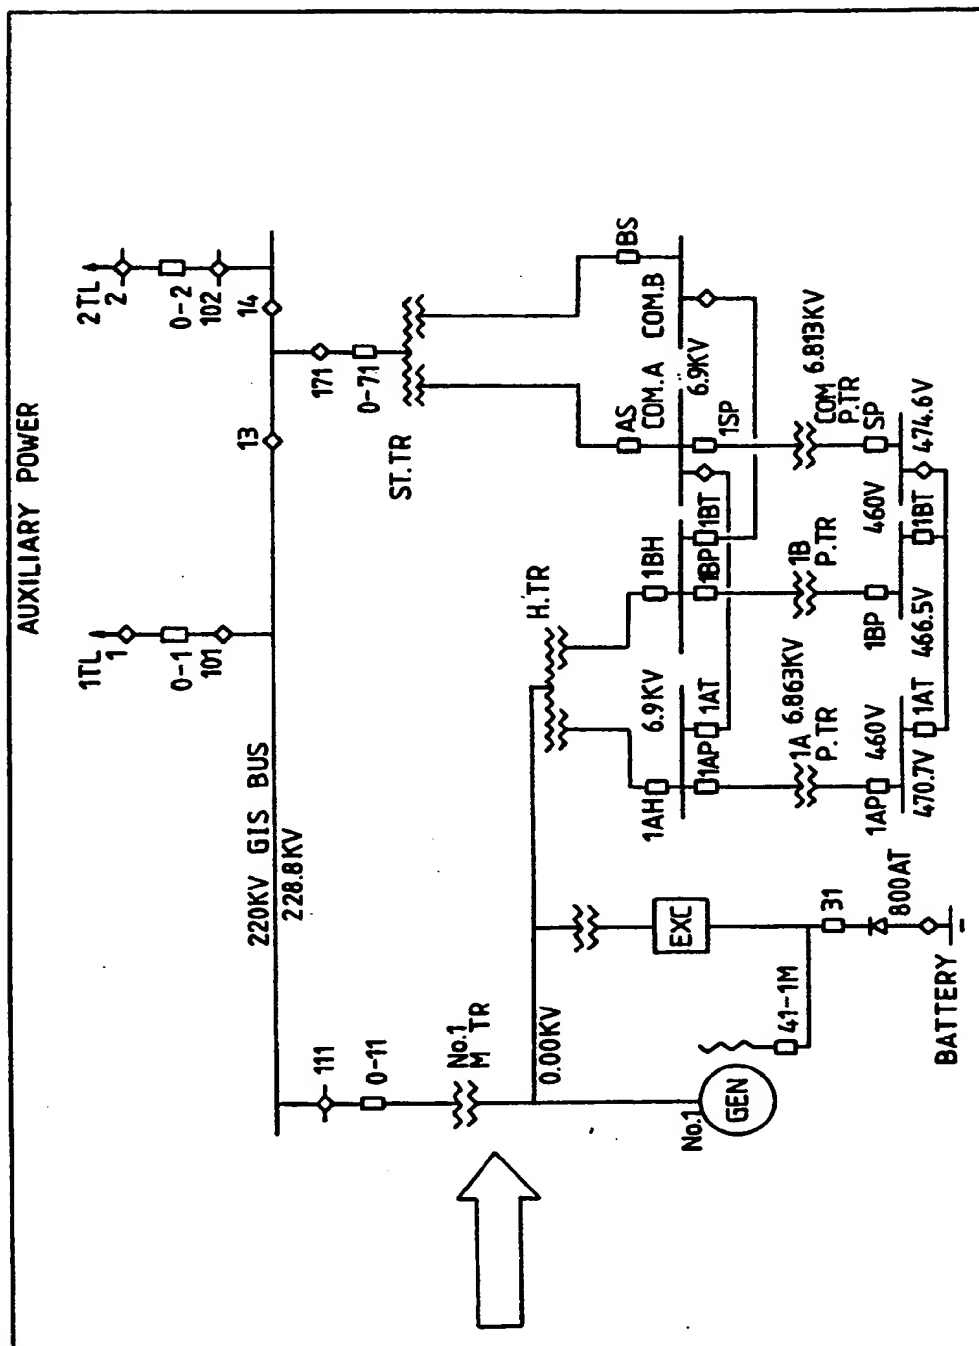 AUXILIARY POWER
1TL
1
0-1
101
2TL
2
0-2
102
220KV GIS BUS
228.8KV
13
14
111
0-11
171
0-71
No.1
M TR
ST.TR
0.00KV
H.TR
No.1
GEN
EXC
41-1M
31
800AT
BATTERY
1AH
6.9KV
1BH
AS
COM.A
BS
COM.B
6.9KV
1AP
1AT
1BP
1BT
1SP
1A 6.863KV
P.TR
1B
P.TR
COM 6.813KV
P.TR
1AP
460V
1BP
460V
SP
470.7V
1AT
466.5V
1BT
474.6V